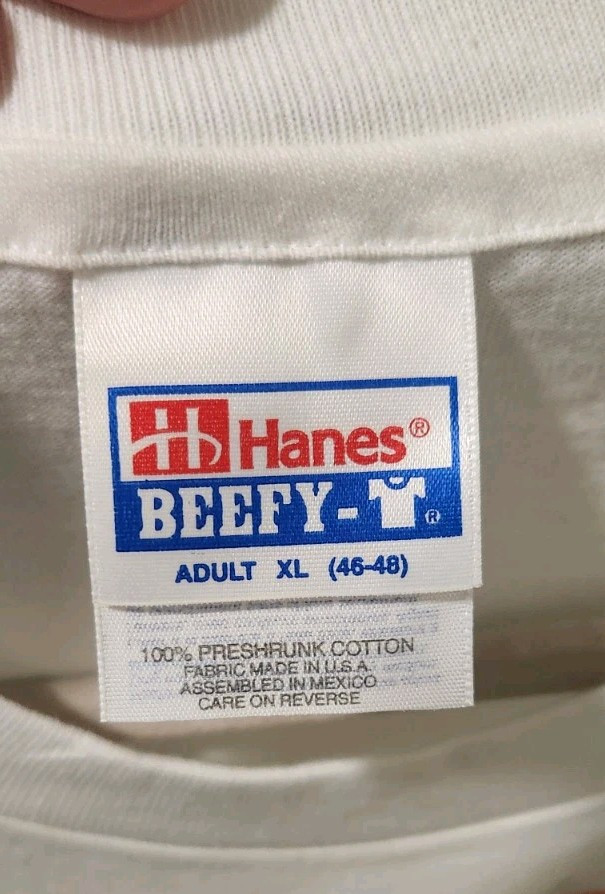 H Hanes®
BEEFY-T®
ADULT XL (46-48)
100% PRESHRUNK COTTON
FABRIC MADE IN U.S.A.
ASSEMBLED IN MEXICO
CARE ON REVERSE